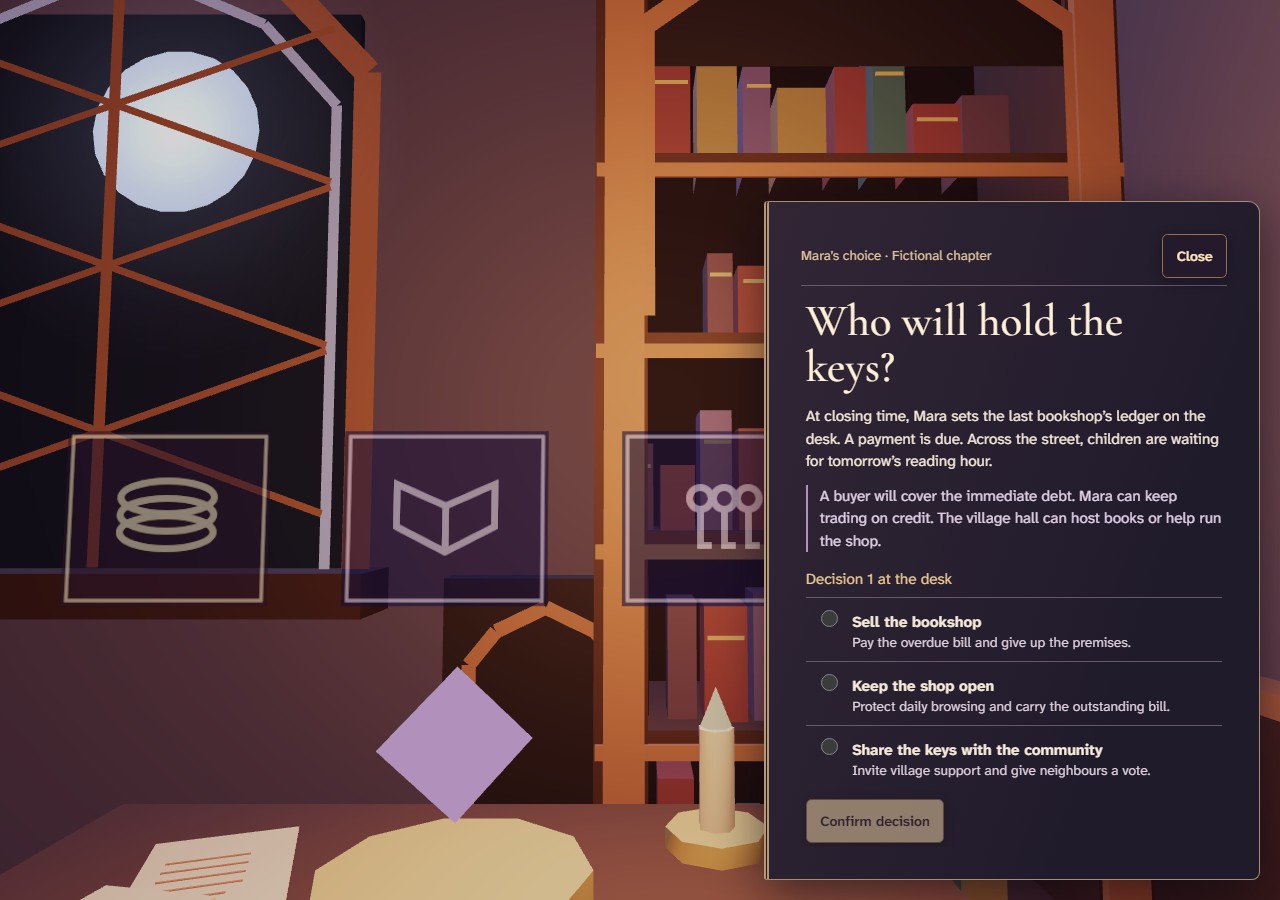 Mara's choice · Fictional chapter
Close
Who will hold the
keys?
At closing time, Mara sets the last bookshop's ledger on the
desk. A payment is due. Across the street, children are waiting
for tomorrow's reading hour.
A buyer will cover the immediate debt. Mara can keep
trading on credit. The village hall can host books or help run
the shop.
Decision 1 at the desk
Sell the bookshop
Pay the overdue bill and give up the premises.
Keep the shop open
Protect daily browsing and carry the outstanding bill.
Share the keys with the community
Invite village support and give neighbours a vote.
Confirm decision